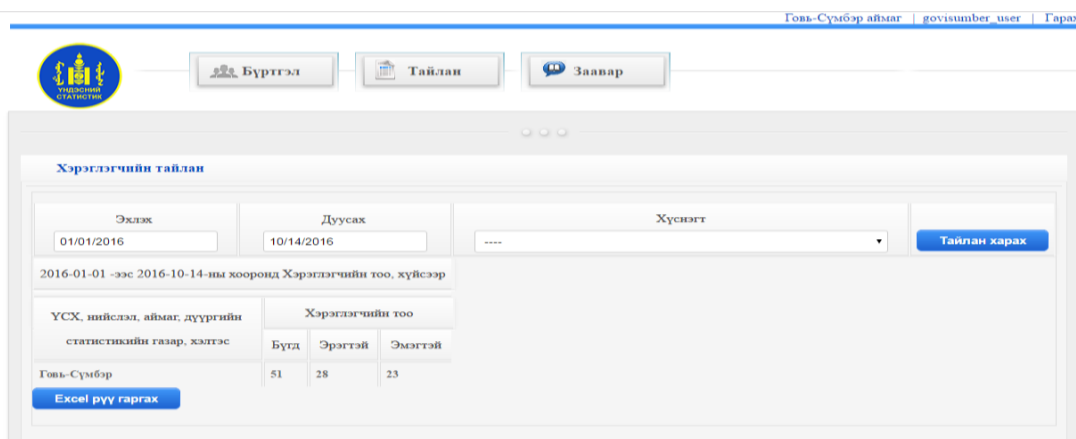 Говь-Сүмбэр аймаг | govisumber_user | Гарах
ҮНДЭСНИЙ
СТАТИСТИК
Бүртгэл
Тайлан
Заавар
Хэрэглэгчийн тайлан
Эхлэх
Дуусах
Хүснэгт
01/01/2016
10/14/2016
----
Тайлан харах
2016-01-01 -ээс 2016-10-14-ны хооронд Хэрэглэгчийн тоо, хүйсээр
ҮСХ, нийслэл, аймаг, дүүргийн
статистикийн газар, хэлтэс
Хэрэглэгчийн тоо
Бүгд
Эрэгтэй
Эмэгтэй
Говь-Сүмбэр 51 28 23
Excel рүү гаргах